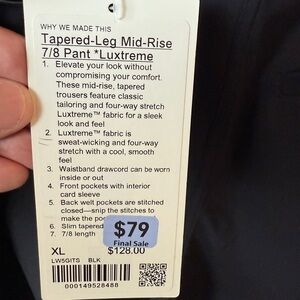 WHY WE MADE THIS
Tapered-Leg Mid-Rise
7/8 Pant *Luxtreme
1. Elevate your look without
compromising your comfort.
These mid-rise, tapered
trousers feature classic
tailoring and four-way stretch
Luxtreme™ fabric for a sleek
look and feel
2. Luxtreme™ fabric is
sweat-wicking and four-way
stretch with a cool, smooth
feel
3. Waistband drawcord can be worn
inside or out
4. Front pockets with interior
card sleeve
5. Back welt pockets are stitched
closed—snip the stitches to
make the
6. Slim tapered
7. 7/8 length
$79
Final Sale
XL $128.00
LW5GITS BLK
000149528488